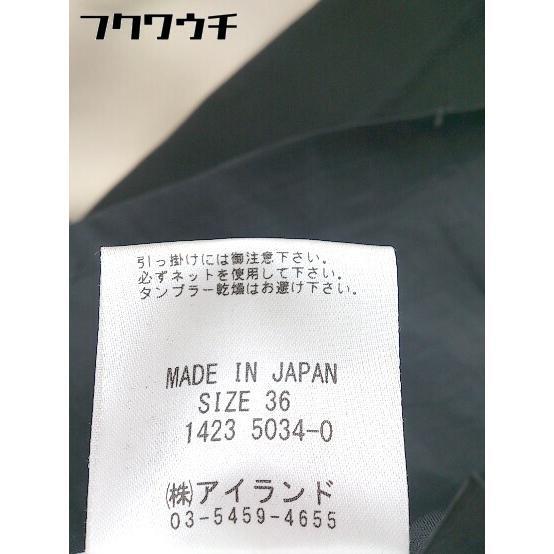 フクワウチ
引っ掛けには御注意下さい。
必ずネットを使用して下さい。
タンブラー乾燥はお避け下さい。
MADE IN JAPAN
SIZE 36
1423 5034-0
㈱アイランド
03-5459-4655